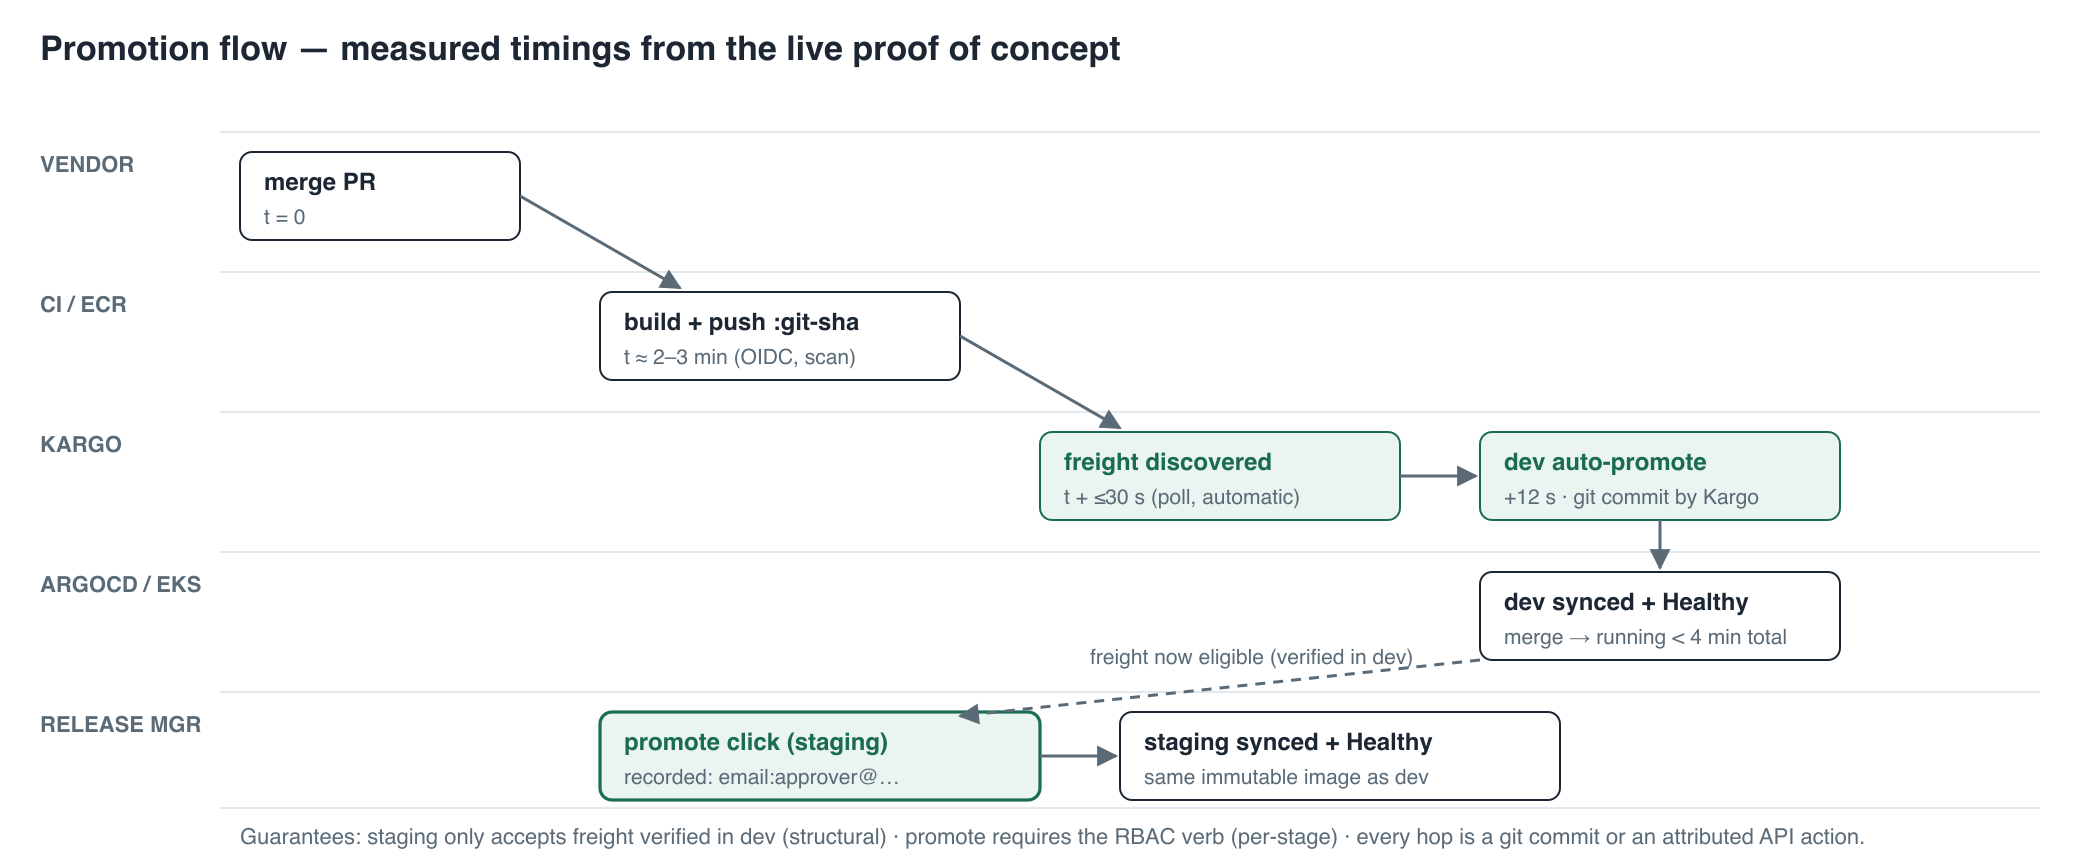 Promotion flow — measured timings from the live proof of concept
VENDOR
merge PR
t = 0
CI / ECR
build + push :git-sha
t ≈ 2–3 min (OIDC, scan)
KARGO
freight discovered
t + ≤30 s (poll, automatic)
dev auto-promote
+12 s · git commit by Kargo
ARGOCD / EKS
dev synced + Healthy
merge → running < 4 min total
freight now eligible (verified in dev)
RELEASE MGR
promote click (staging)
recorded: email:approver@…
staging synced + Healthy
same immutable image as dev
Guarantees: staging only accepts freight verified in dev (structural) · promote requires the RBAC verb (per-stage) · every hop is a git commit or an attributed API action.